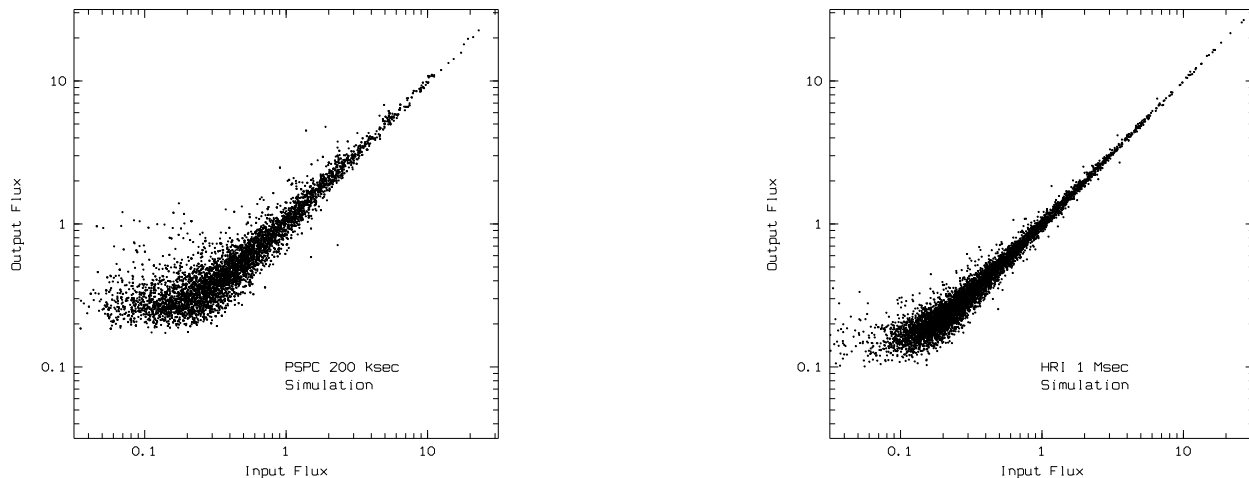 10
1
0.1
Output Flux
PSPC 200 Ksec
Simulation
0.1
1
10
Input Flux
10
1
0.1
Output Flux
HRI 1 Msec
Simulation
0.1
1
10
Input Flux